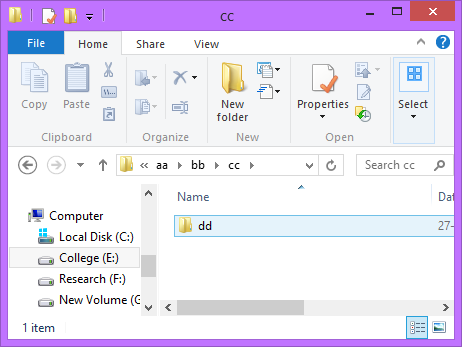 cc
File Home Share View
Copy Paste New folder Properties Select
Clipboard Organize New Open
« aa bb cc Search cc
Name Dat
Computer
dd 27-
Local Disk (C:)
College (E:)
Research (F:)
New Volume (G
1 item